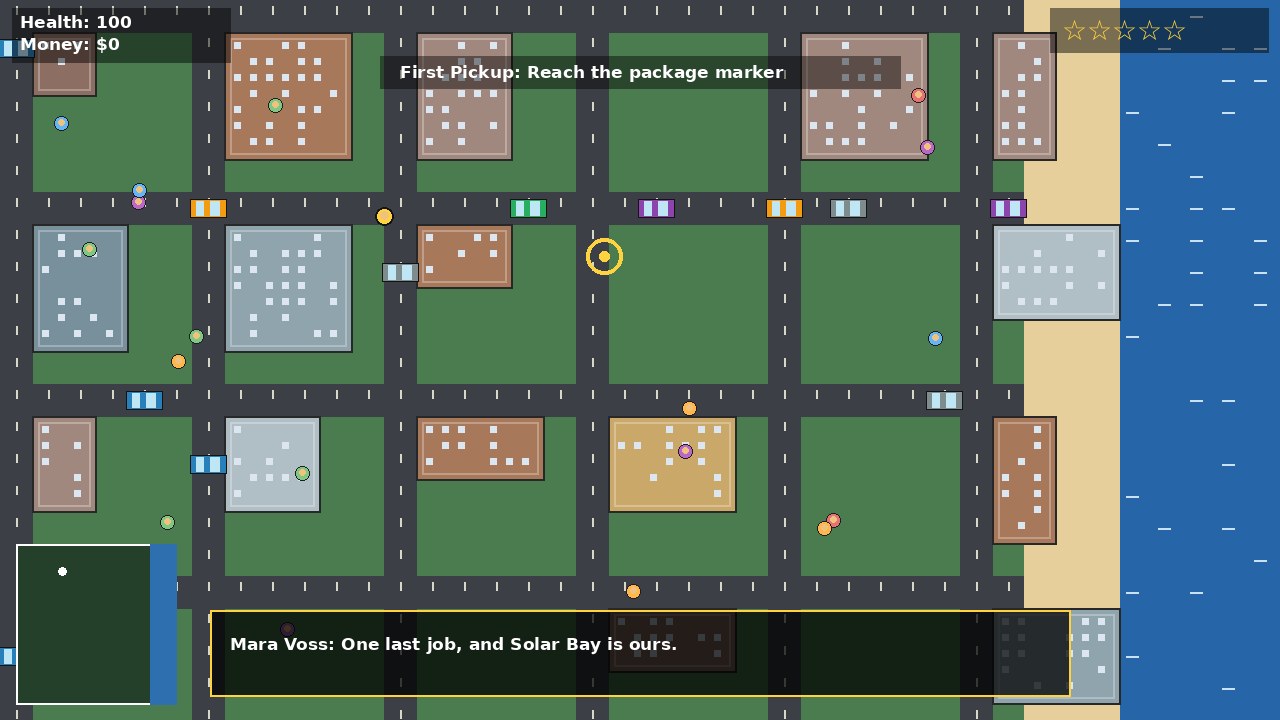 Health: 100
Money: $0
☆☆☆☆☆
First Pickup: Reach the package marker
Mara Voss: One last job, and Solar Bay is ours.